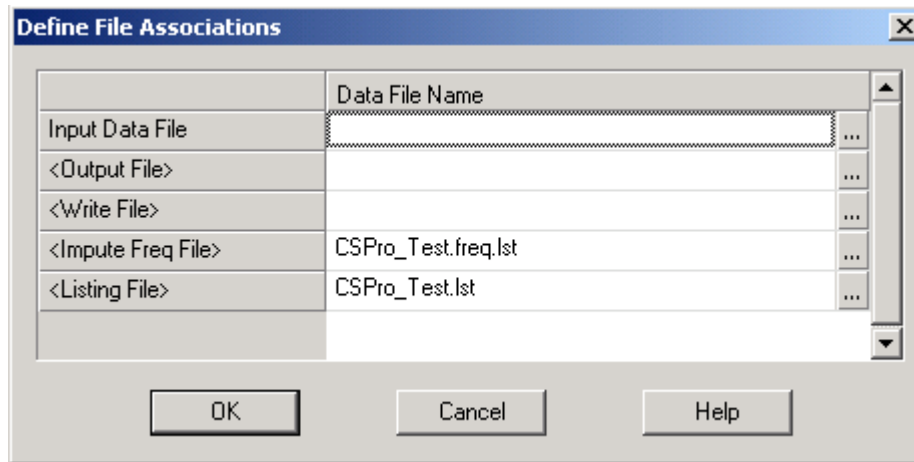 Define File Associations
Data File Name
Input Data File
...
<Output File>
...
<Write File>
...
<Impute Freq File> CSPro_Test.freq.lst ...
<Listing File> CSPro_Test.lst ...
OK Cancel Help